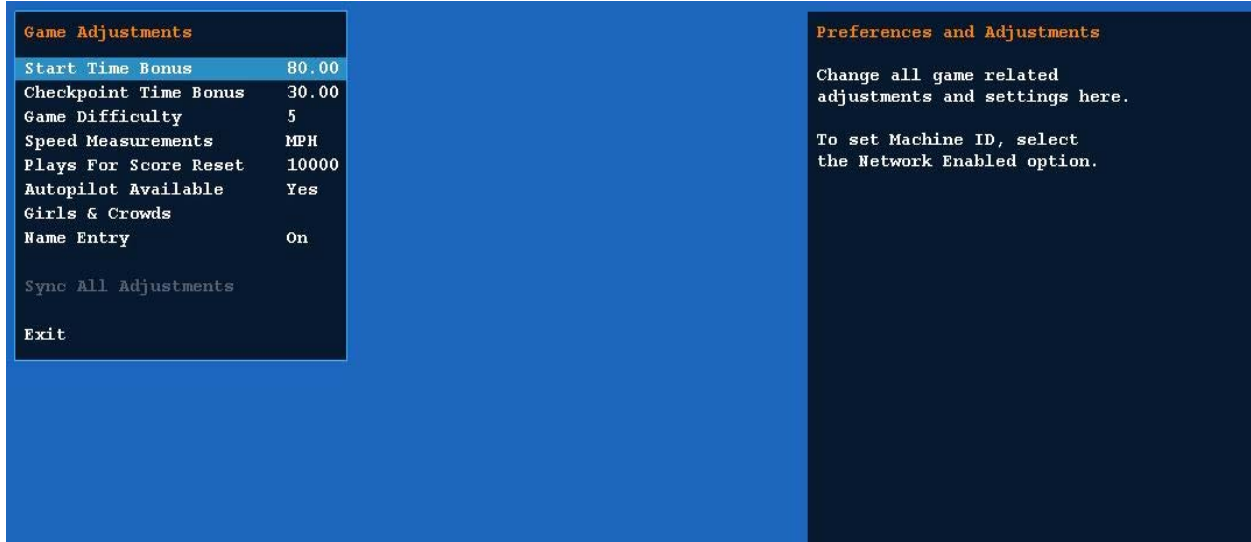 Game Adjustments
Start Time Bonus 80.00
Checkpoint Time Bonus 30.00
Game Difficulty 5
Speed Measurements MPH
Plays For Score Reset 10000
Autopilot Available Yes
Girls & Crowds
Name Entry On
Sync All Adjustments
Exit
Preferences and Adjustments
Change all game related
adjustments and settings here.
To set Machine ID, select
the Network Enabled option.